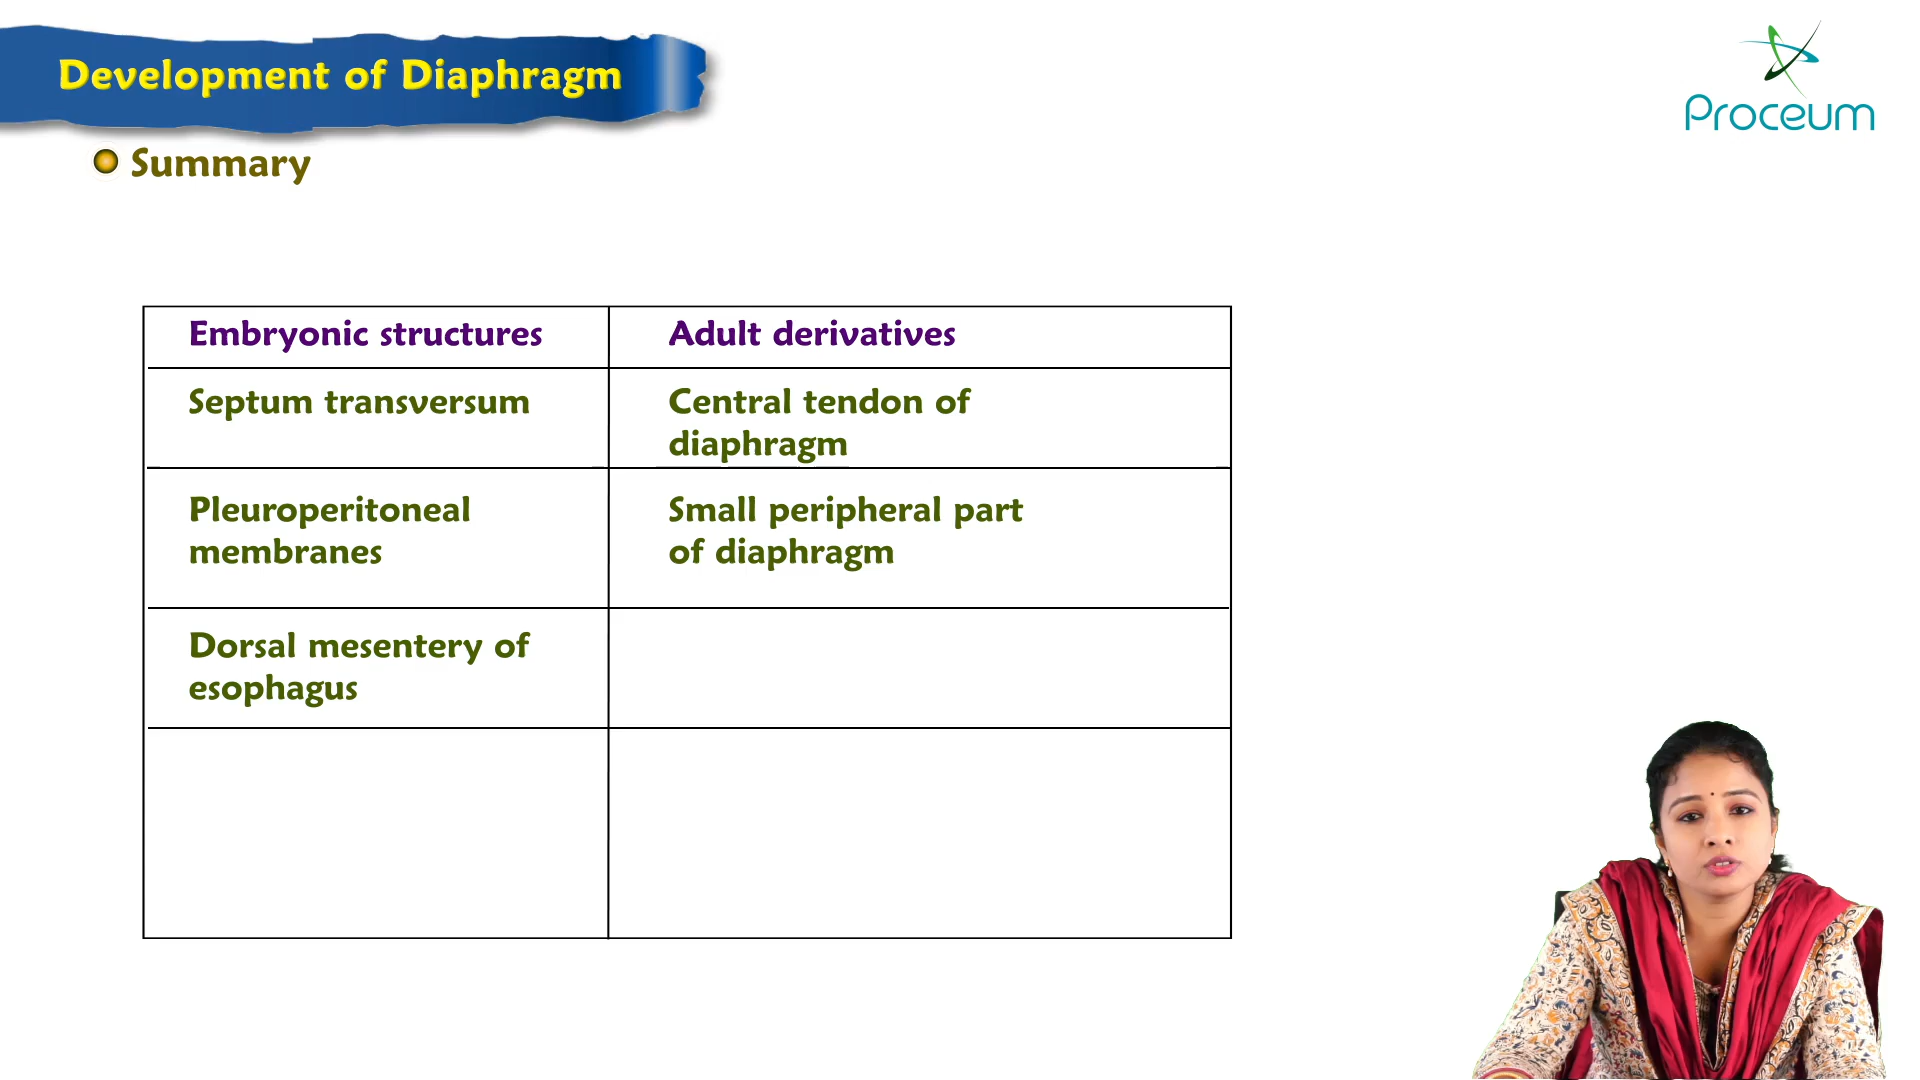 Development of Diaphragm
Proceum
Summary
Embryonic structures
Adult derivatives
Septum transversum
Central tendon of
diaphragm
Pleuroperitoneal
membranes
Small peripheral part
of diaphragm
Dorsal mesentery of
esophagus